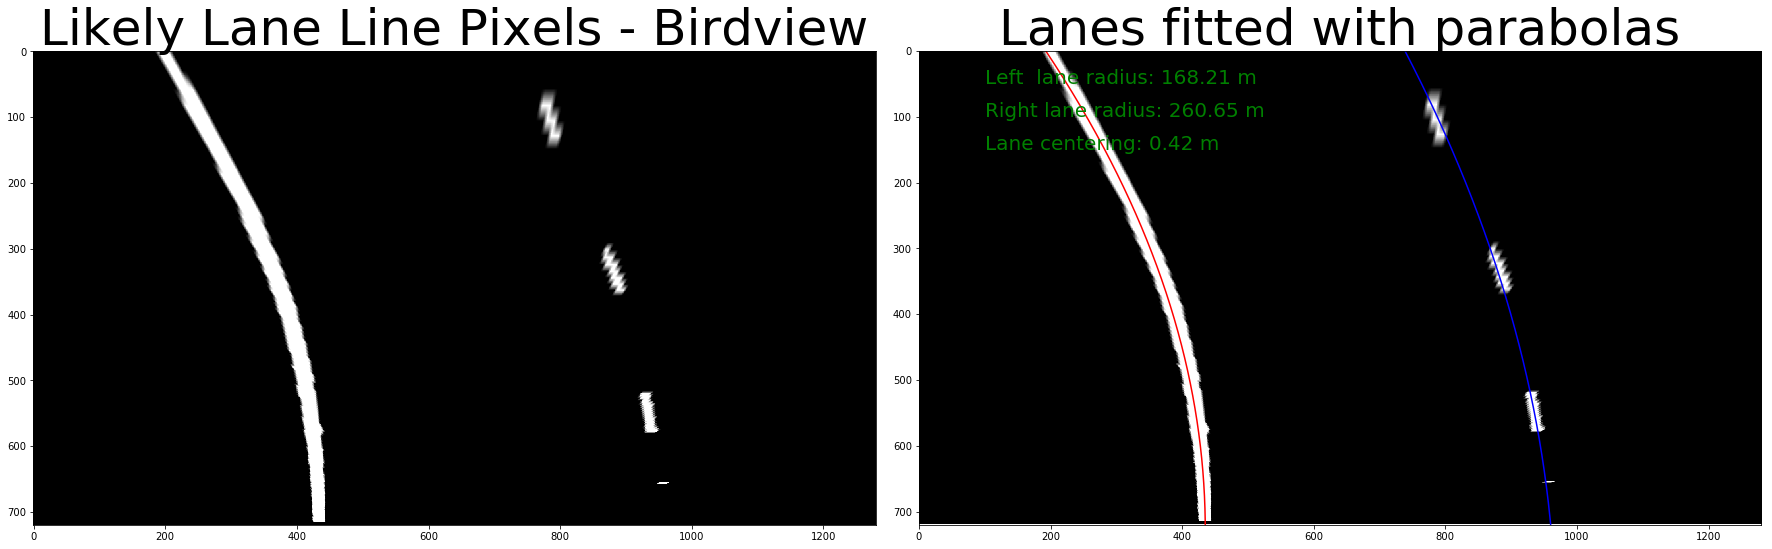 Likely Lane Line Pixels - Birdview
0
100
200
300
400
500
600
700
0 200 400 600 800 1000 1200
Lanes fitted with parabolas
Left  lane radius: 168.21 m
Right lane radius: 260.65 m
Lane centering: 0.42 m
0
100
200
300
400
500
600
700
0 200 400 600 800 1000 1200